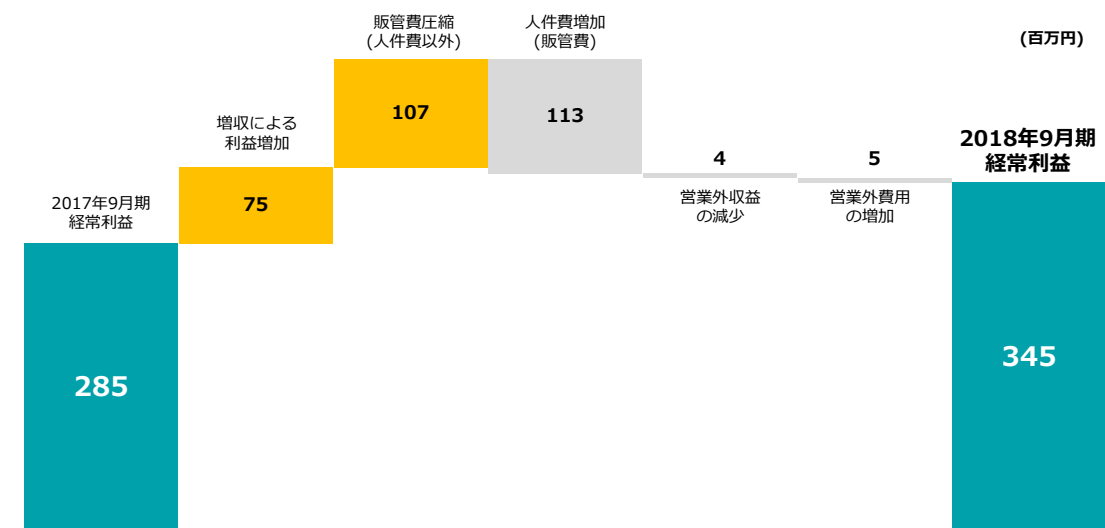 (百万円)
2017年9月期
経常利益
285
増収による
利益増加
75
販管費圧縮
(人件費以外)
107
人件費増加
(販管費)
113
4
営業外収益
の減少
5
営業外費用
の増加
2018年9月期
経常利益
345